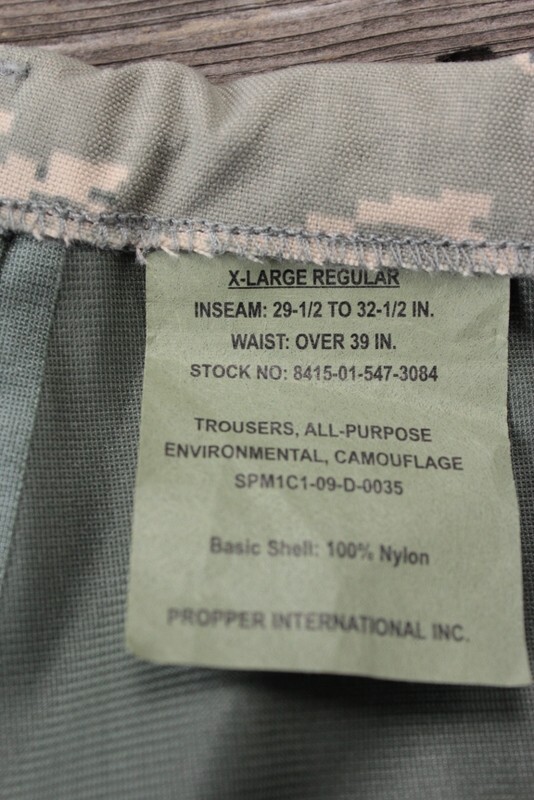 X-LARGE REGULAR
INSEAM: 29-1/2 TO 32-1/2 IN.
WAIST: OVER 39 IN.
STOCK NO: 8415-01-547-3084
TROUSERS, ALL-PURPOSE
ENVIRONMENTAL, CAMOUFLAGE
SPM1C1-09-D-0035
Basic Shell: 100% Nylon
PROPPER INTERNATIONAL INC.